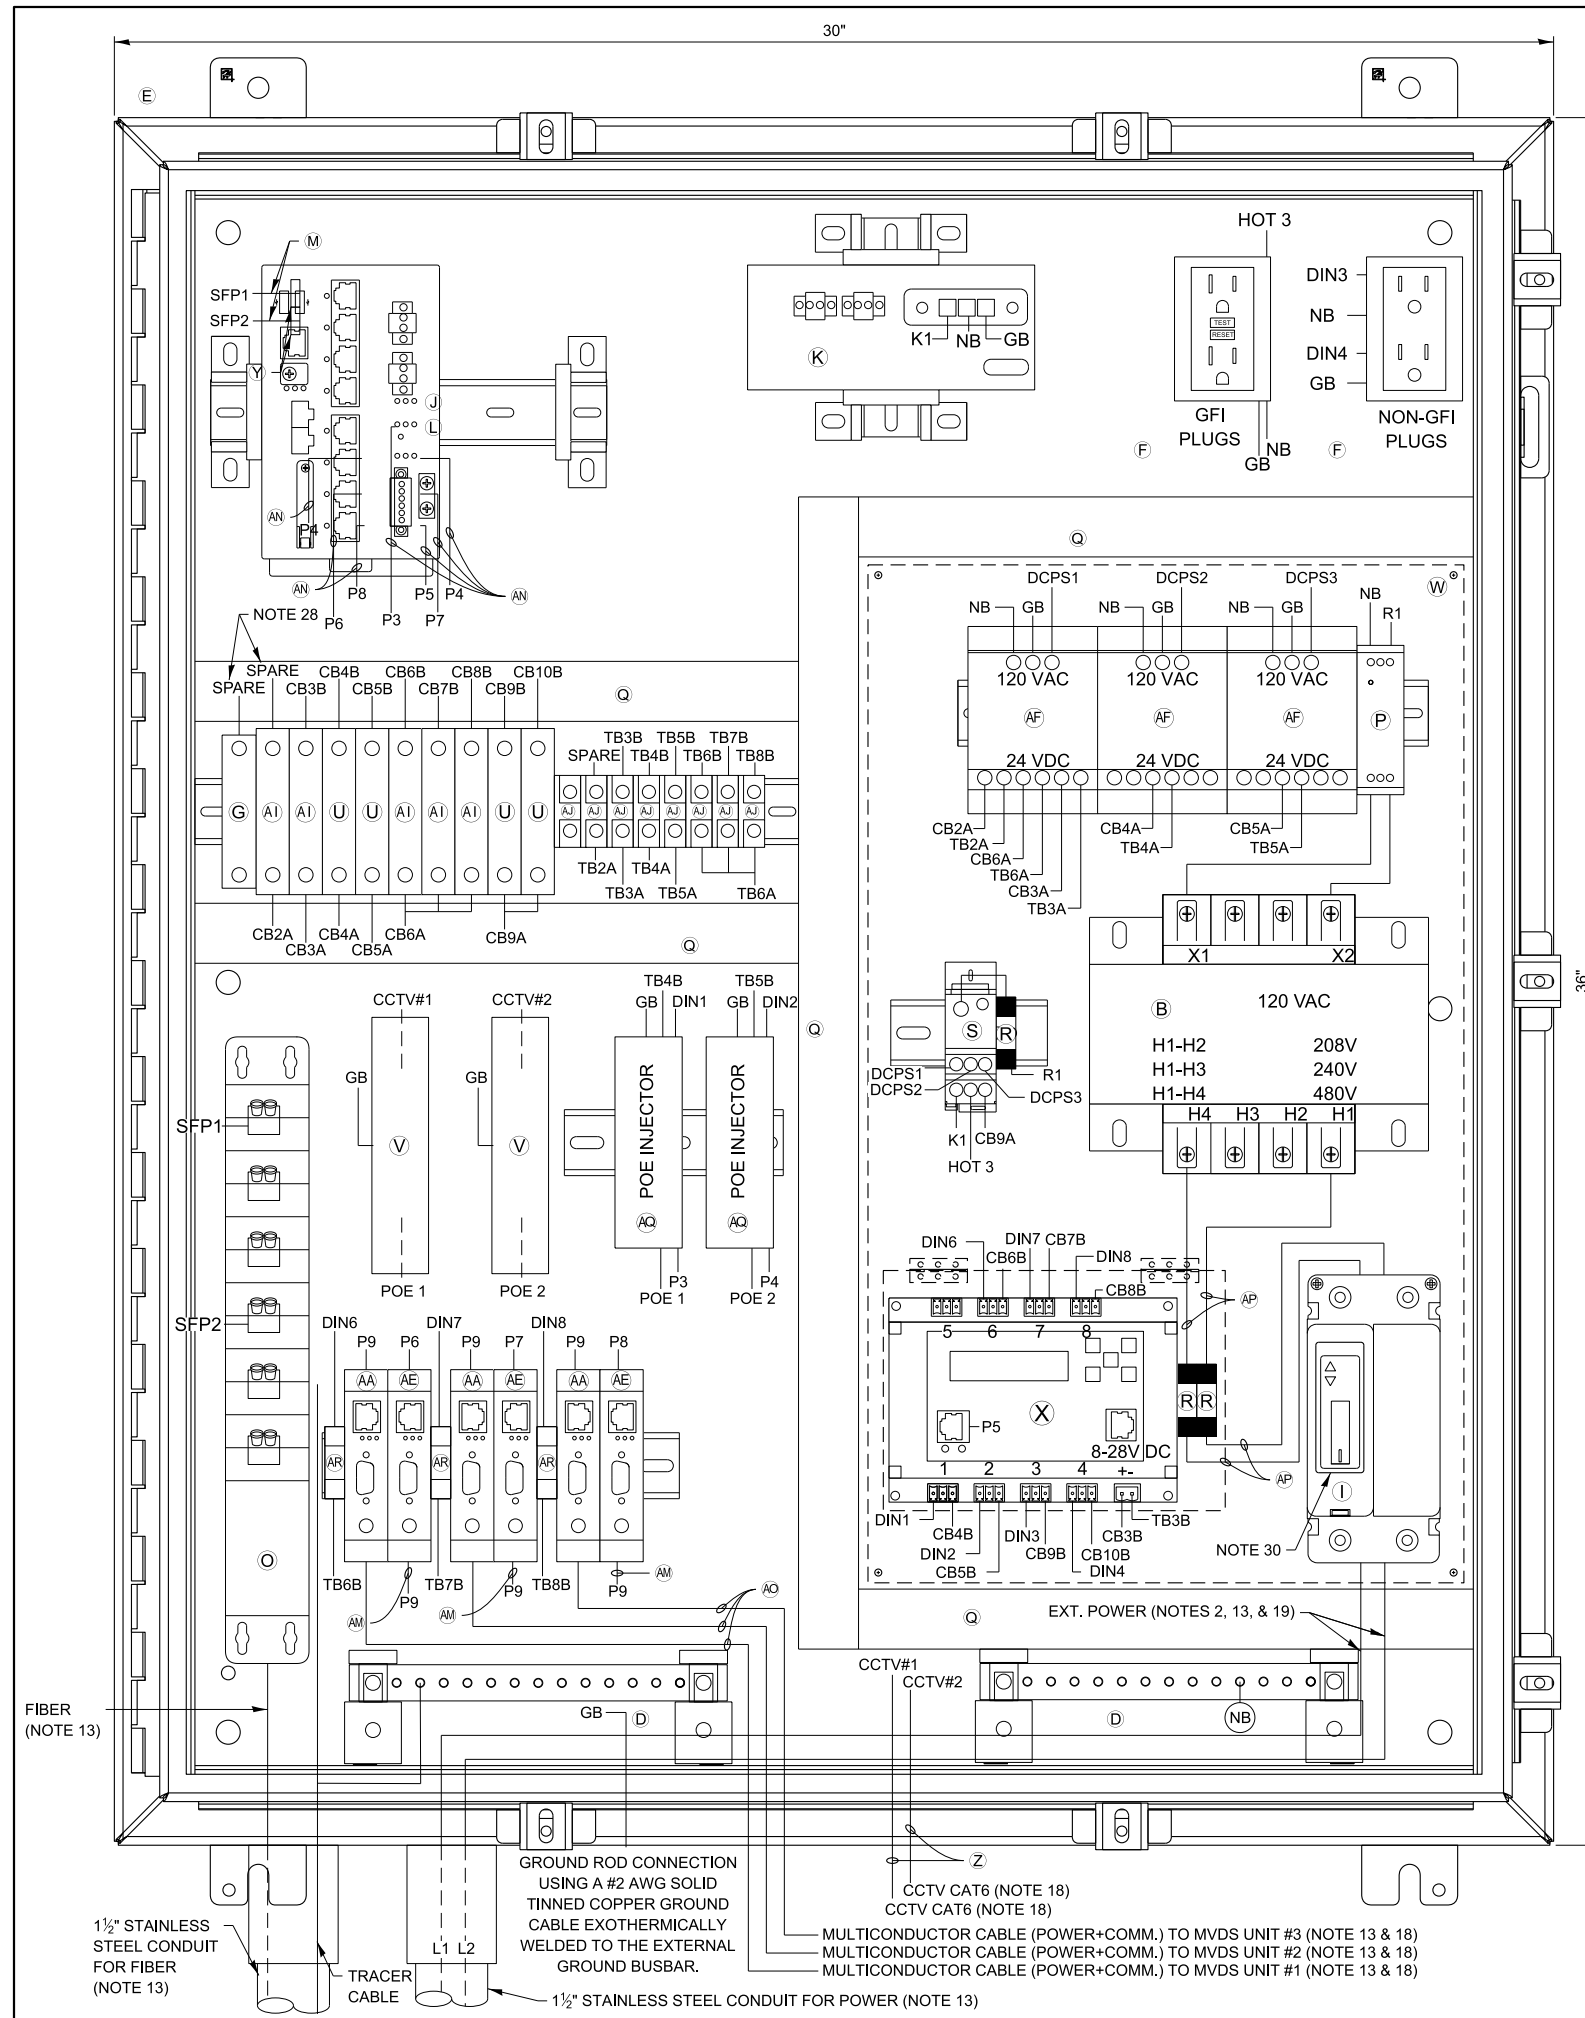 30"
E
HOT 3
M
SFP1
SFP2
Y
J
L
AN
P4
AN
P8
P5
P4
AN
P6
P3
P7
NOTE 28
K1
NB
GB
K
DIN3
NB
DIN4
GB
TEST
RESET
GFI
PLUGS
NON-GFI
PLUGS
F
F
NB
GB
Q
W
DCPS1
DCPS2
DCPS3
NB
GB
NB
GB
NB
GB
NB
R1
120 VAC
120 VAC
120 VAC
AF
AF
AF
P
24 VDC
24 VDC
24 VDC
CB2A
TB2A
CB6A
TB6A
CB3A
TB3A
CB4A
TB4A
CB5A
TB5A
SPARE
SPARE
CB3B
CB4B
CB5B
CB6B
CB7B
CB8B
CB9B
CB10B
Q
SPARE
TB3B
TB4B
TB5B
TB6B
TB7B
TB8B
G
AI
AI
U
U
AI
AI
AI
U
U
AJ
AJ
AJ
AJ
AJ
AJ
AJ
AJ
TB2A
TB3A
TB4A
TB5A
TB6A
CB2A
CB3A
CB4A
CB5A
CB6A
CB9A
Q
Q
X1
X2
B
120 VAC
H1-H2 208V
H1-H3 240V
H1-H4 480V
H4
H3
H2
H1
36"
S
R
DCPS1
DCPS2
R1
DCPS3
K1
CB9A
HOT 3
CCTV#1
CCTV#2
GB
GB
V
V
POE 1
POE 2
TB4B
GB
DIN1
TB5B
GB
DIN2
POE INJECTOR
POE INJECTOR
AQ
AQ
P3
POE 1
P4
POE 2
SFP1
SFP2
O
DIN6
P9
P6
DIN7
P9
P7
DIN8
P9
P8
AA
AE
AA
AE
AA
AE
AR
AR
AR
TB6B
P9
TB7B
P9
TB8B
P9
AM
AM
AM
AO
DIN6
CB6B
DIN7
CB7B
DIN8
CB8B
AP
5
6
7
8
X
P5
8-28V DC
1
2
3
4
+-
R
R
AP
I
DIN1
CB4B
DIN2
CB5B
DIN3
CB9B
CB10B
DIN4
CB3B
TB3B
NOTE 30
Q
EXT. POWER (NOTES 2, 13, & 19)
CCTV#1
CCTV#2
GB
D
D
NB
FIBER
(NOTE 13)
GROUND ROD CONNECTION
USING A #2 AWG SOLID
TINNED COPPER GROUND
CABLE EXOTHERMICALLY
WELDED TO THE EXTERNAL
GROUND BUSBAR.
Z
CCTV CAT6 (NOTE 18)
CCTV CAT6 (NOTE 18)
1½" STAINLESS
STEEL CONDUIT
FOR FIBER
(NOTE 13)
L1
L2
TRACER
CABLE
MULTICONDUCTOR CABLE (POWER+COMM.) TO MVDS UNIT #3 (NOTE 13 & 18)
MULTICONDUCTOR CABLE (POWER+COMM.) TO MVDS UNIT #2 (NOTE 13 & 18)
MULTICONDUCTOR CABLE (POWER+COMM.) TO MVDS UNIT #1 (NOTE 13 & 18)
1½" STAINLESS STEEL CONDUIT FOR POWER (NOTE 13)